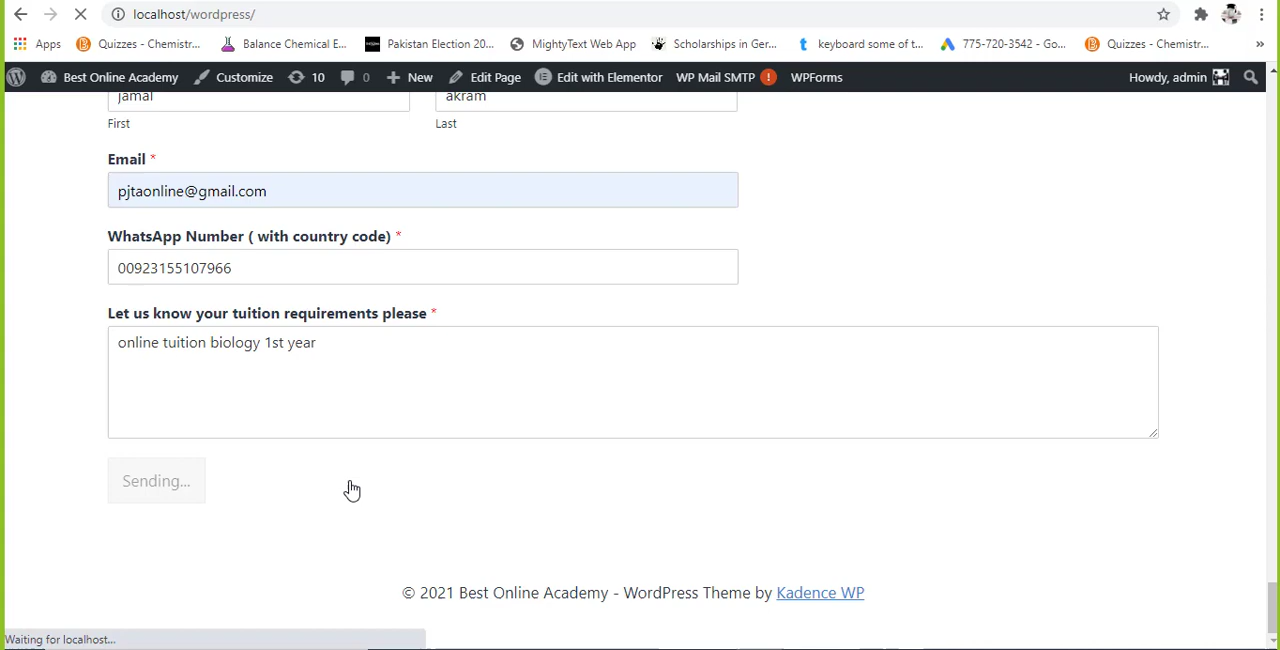 localhost/wordpress/
Apps Quizzes - Chemistr... Balance Chemical E... Pakistan Election 20... MightyText Web App Scholarships in Ger... keyboard some of t... 775-720-3542 - Go... Quizzes - Chemistr... »
Best Online Academy Customize 10 0 New Edit Page Edit with Elementor WP Mail SMTP ! WPForms Howdy, admin
jamal akram
First Last
Email *
pjtaonline@gmail.com
WhatsApp Number ( with country code) *
00923155107966
Let us know your tuition requirements please *
online tuition biology 1st year
Sending...
© 2021 Best Online Academy - WordPress Theme by Kadence WP
Waiting for localhost...